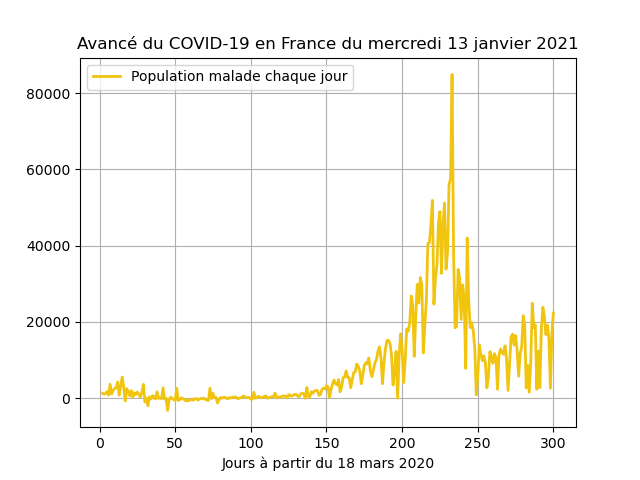 Avancé du COVID-19 en France du mercredi 13 janvier 2021
Population malade chaque jour
80000
60000
40000
20000
0
0 50 100 150 200 250 300
Jours à partir du 18 mars 2020